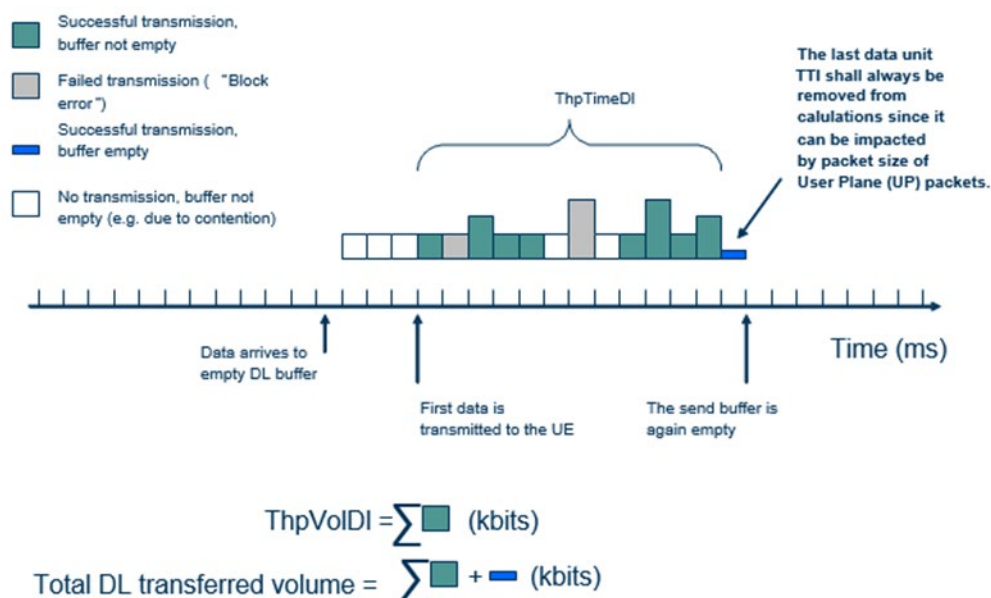 Successful transmission,
buffer not empty
Failed transmission ( "Block
error")
Successful transmission,
buffer empty
No transmission, buffer not
empty (e.g. due to contention)
ThpTimeDl
The last data unit
TTI shall always be
removed from
calulations since it
can be impacted
by packet size of
User Plane (UP) packets.
Data arrives to
empty DL buffer
First data is
transmitted to the UE
The send buffer is
again empty
Time (ms)
ThpVolDl = ∑ (kbits)
Total DL transferred volume = ∑ + (kbits)